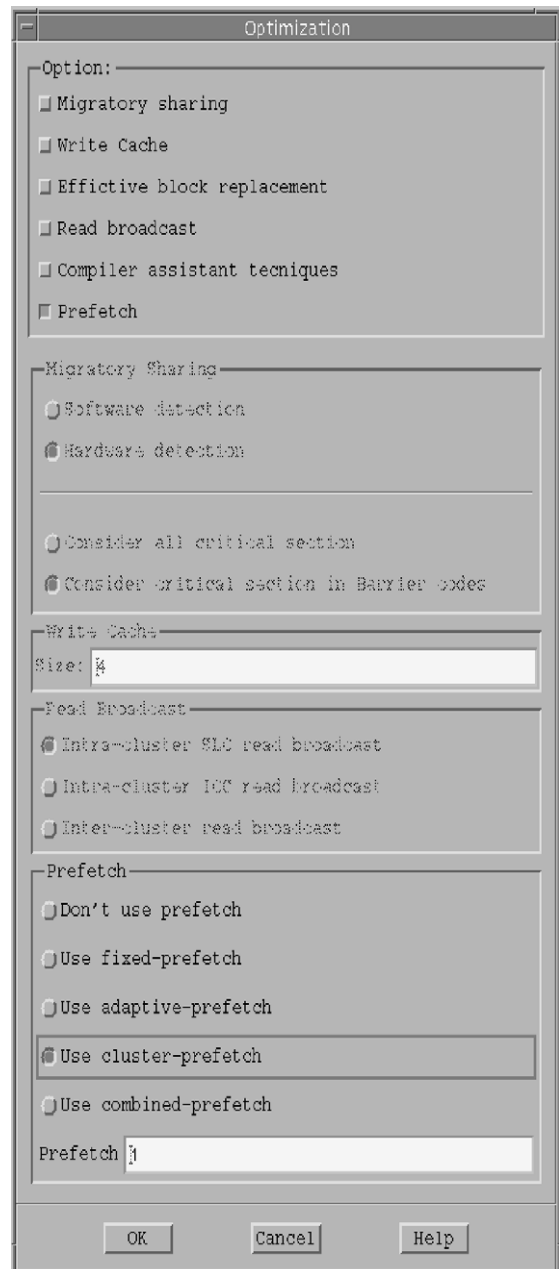 Optimization
Option:
Migratory sharing
Write Cache
Effictive block replacement
Read broadcast
Compiler assistant tecniques
Prefetch
Migratory Sharing
Software detection
Hardware detection
Consider all critical section
Consider critical section in Barrier codes
Write Cache
Size: 4
Read Broadcast
Intra-cluster SLC read broadcast
Intra-cluster ICC read broadcast
Inter-cluster read broadcast
Prefetch
Don't use prefetch
Use fixed-prefetch
Use adaptive-prefetch
Use cluster-prefetch
Use combined-prefetch
Prefetch 1
OK Cancel Help